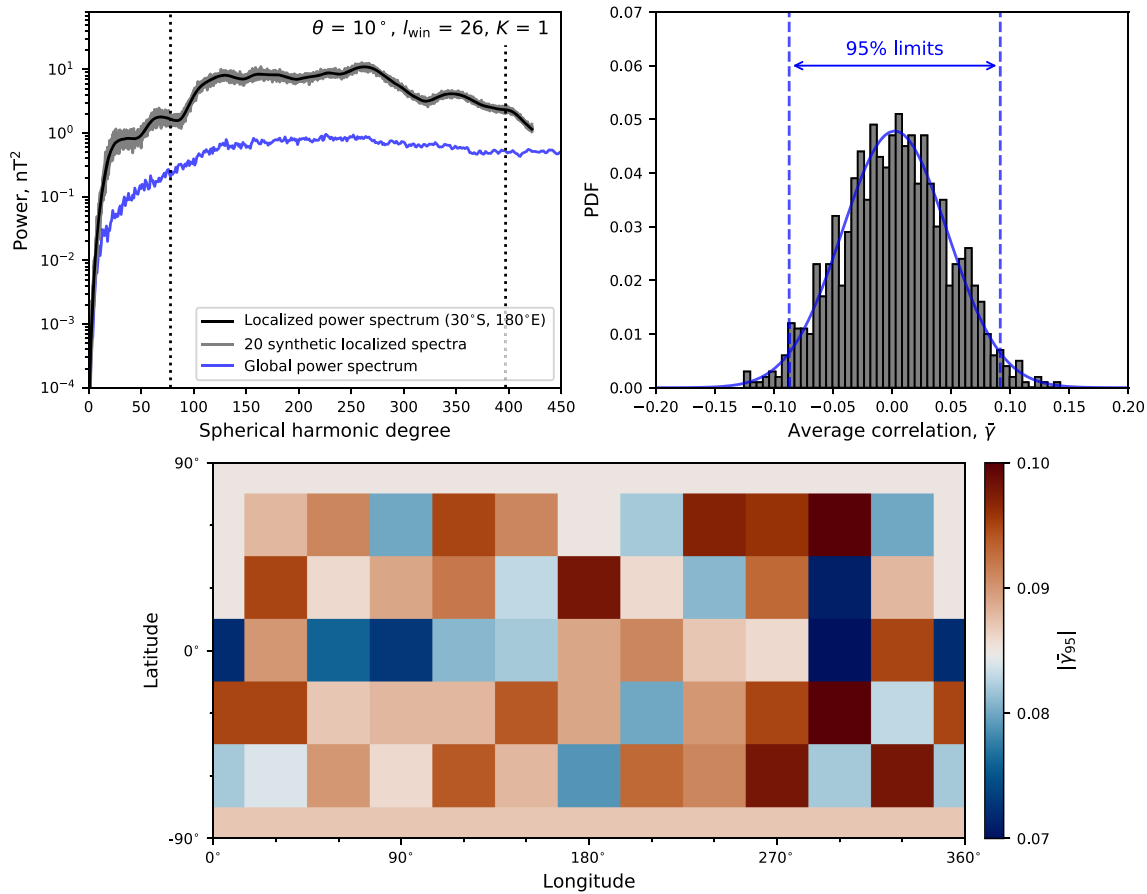 θ = 10°, l_win = 26, K = 1
Power, nT²
10¹
10⁰
10⁻¹
10⁻²
10⁻³
10⁻⁴
Localized power spectrum (30°S, 180°E)
20 synthetic localized spectra
Global power spectrum
0 50 100 150 200 250 300 350 400 450
Spherical harmonic degree
95% limits
PDF
0.07
0.06
0.05
0.04
0.03
0.02
0.01
0.00
−0.20 −0.15 −0.10 −0.05 0.00 0.05 0.10 0.15 0.20
Average correlation, γ̄
Latitude
90°
0°
-90°
0° 90° 180° 270° 360°
Longitude
0.10
0.09
0.08
0.07
|γ̄₉₅|